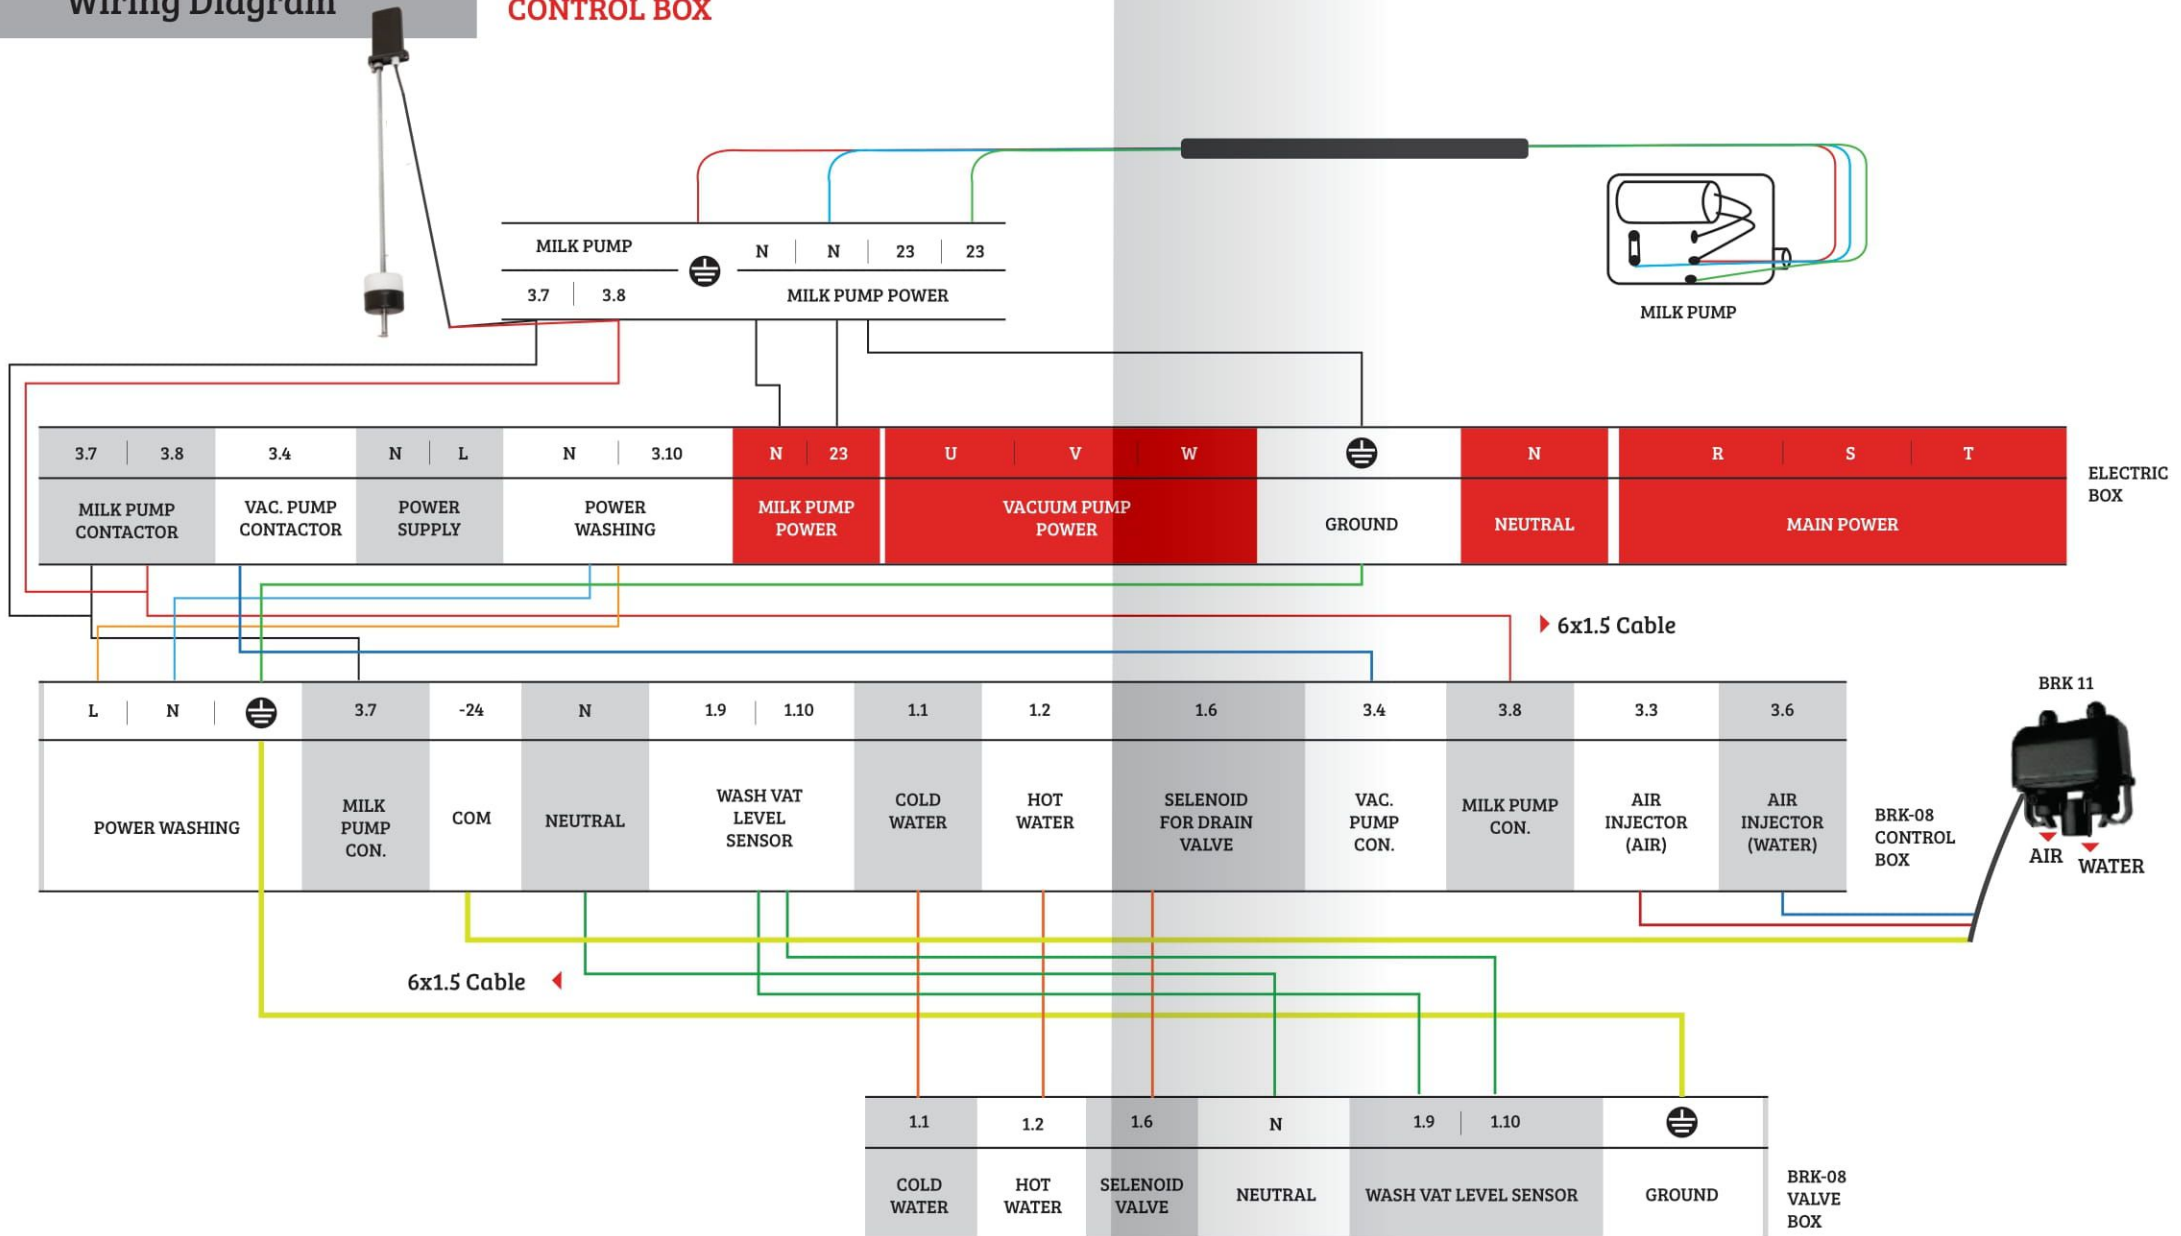 Wiring Diagram
CONTROL BOX
MILK PUMP
N N 23 23
3.7 3.8
MILK PUMP POWER
MILK PUMP
3.7 3.8 3.4 N L N 3.10 N 23 U V W N R S T
MILK PUMP
CONTACTOR
VAC. PUMP
CONTACTOR
POWER
SUPPLY
POWER
WASHING
MILK PUMP
POWER
VACUUM PUMP
POWER
GROUND
NEUTRAL
MAIN POWER
ELECTRIC
BOX
6x1.5 Cable
L N 3.7 -24 N 1.9 1.10 1.1 1.2 1.6 3.4 3.8 3.3 3.6
POWER WASHING
MILK
PUMP
CON.
COM
NEUTRAL
WASH VAT
LEVEL
SENSOR
COLD
WATER
HOT
WATER
SELENOID
FOR DRAIN
VALVE
VAC.
PUMP
CON.
MILK PUMP
CON.
AIR
INJECTOR
(AIR)
AIR
INJECTOR
(WATER)
BRK-08
CONTROL
BOX
BRK 11
AIR
WATER
6x1.5 Cable
1.1 1.2 1.6 N 1.9 1.10
COLD
WATER
HOT
WATER
SELENOID
VALVE
NEUTRAL
WASH VAT LEVEL SENSOR
GROUND
BRK-08
VALVE
BOX